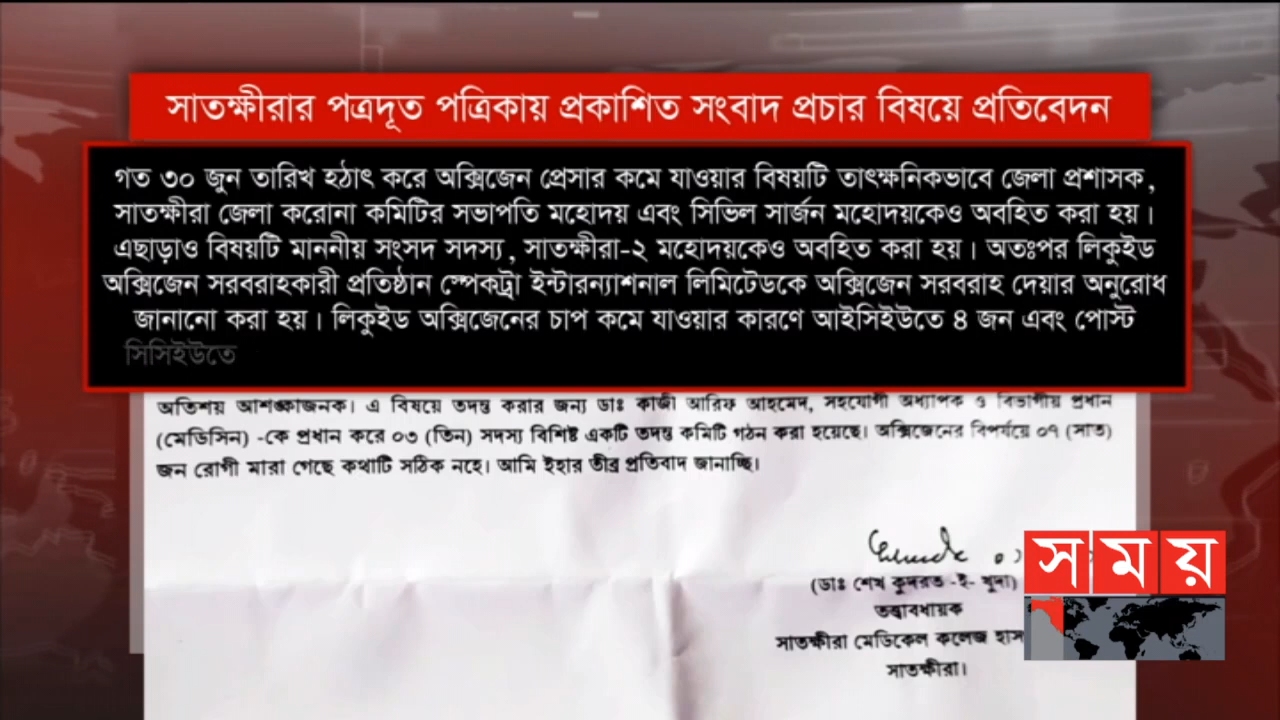 সাতক্ষীরার পত্রদূত পত্রিকায় প্রকাশিত সংবাদ প্রচার বিষয়ে প্রতিবেদন
গত ৩০ জুন তারিখ হঠাৎ করে অক্সিজেন প্রেসার কমে যাওয়ার বিষয়টি তাৎক্ষনিকভাবে জেলা প্রশাসক,
সাতক্ষীরা জেলা করোনা কমিটির সভাপতি মহোদয় এবং সিভিল সার্জন মহোদয়কেও অবহিত করা হয়।
এছাড়াও বিষয়টি মাননীয় সংসদ সদস্য, সাতক্ষীরা-২ মহোদয়কেও অবহিত করা হয়। অতঃপর লিকুইড
অক্সিজেন সরবরাহকারী প্রতিষ্ঠান স্পেকট্রা ইন্টারন্যাশনাল লিমিটেডকে অক্সিজেন সরবরাহ দেয়ার অনুরোধ
জানানো করা হয়। লিকুইড অক্সিজেনের চাপ কমে যাওয়ার কারণে আইসিইউতে ৪ জন এবং পোস্ট
সিসিইউতে
অতিশয় আশঙ্কাজনক। এ বিষয়ে তদন্ত করার জন্য ডাঃ কাজী আরিফ আহমেদ, সহযোগী অধ্যাপক ও বিভাগীয় প্রধান
(মেডিসিন) -কে প্রধান করে ০৩ (তিন) সদস্য বিশিষ্ট একটি তদন্ত কমিটি গঠন করা হয়েছে। অক্সিজেনের বিপর্যয়ে ০৭ (সাত)
জন রোগী মারা গেছে কথাটি সঠিক নহে। আমি ইহার তীব্র প্রতিবাদ জানাচ্ছি।
(ডাঃ শেখ কুদরত -ই- খুদা)
তত্ত্বাবধায়ক
সাতক্ষীরা মেডিকেল কলেজ হাস
সাতক্ষীরা।
সময়